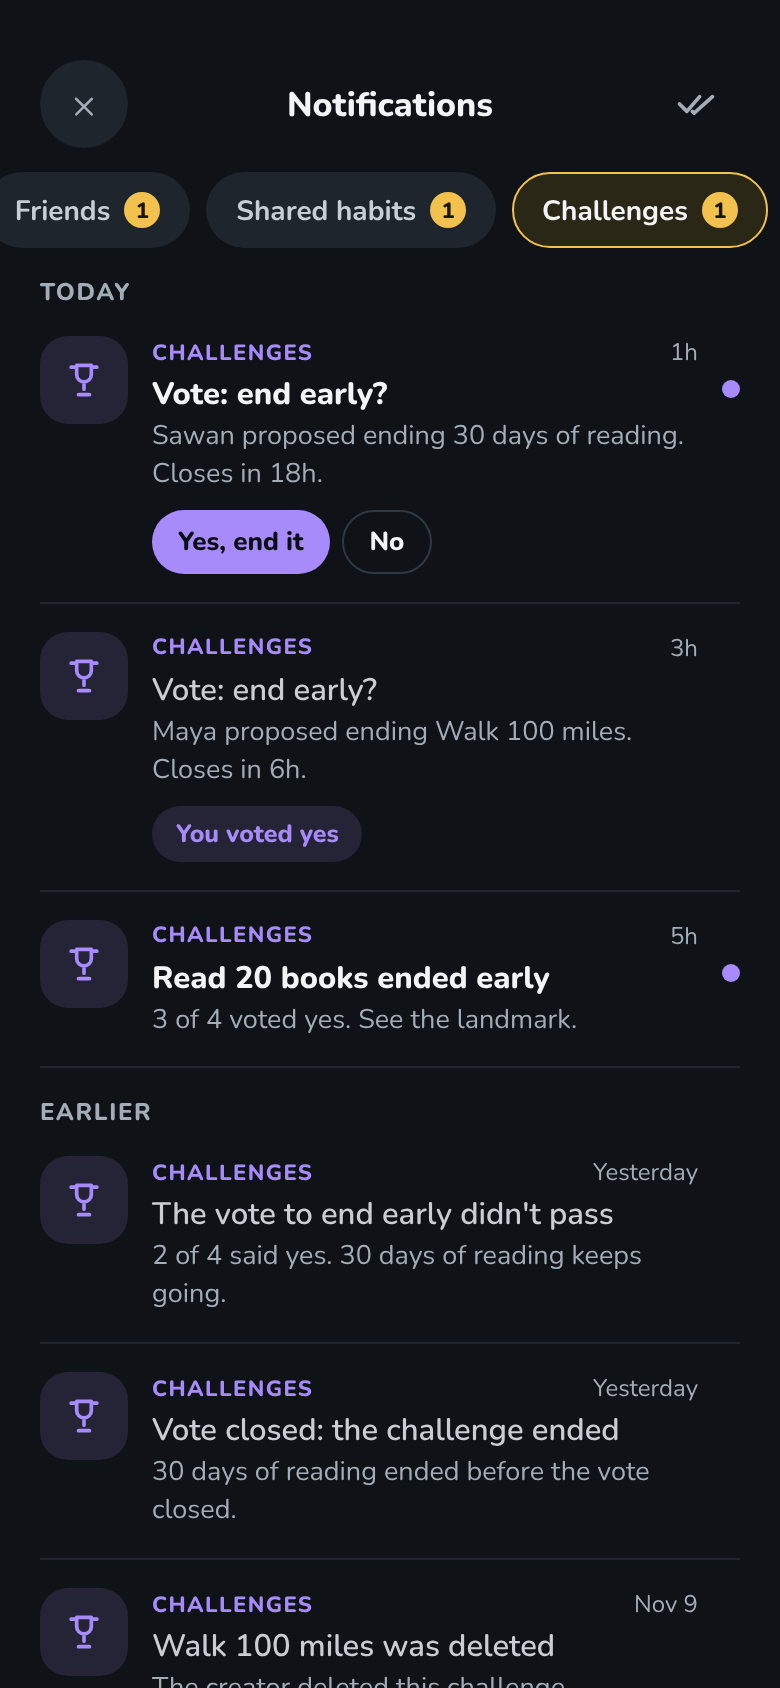 Notifications
Friends 1
Shared habits 1
Challenges 1
TODAY
CHALLENGES
1h
Vote: end early?
Sawan proposed ending 30 days of reading.
Closes in 18h.
Yes, end it
No
CHALLENGES
3h
Vote: end early?
Maya proposed ending Walk 100 miles.
Closes in 6h.
You voted yes
CHALLENGES
5h
Read 20 books ended early
3 of 4 voted yes. See the landmark.
EARLIER
CHALLENGES
Yesterday
The vote to end early didn't pass
2 of 4 said yes. 30 days of reading keeps
going.
CHALLENGES
Yesterday
Vote closed: the challenge ended
30 days of reading ended before the vote
closed.
CHALLENGES
Nov 9
Walk 100 miles was deleted
The creator deleted this challenge